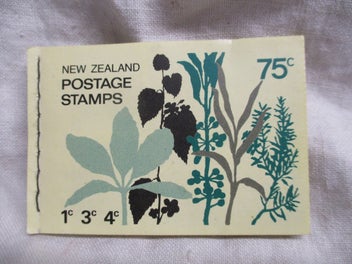 NEW ZEALAND
POSTAGE
STAMPS
75c
1c 3c 4c